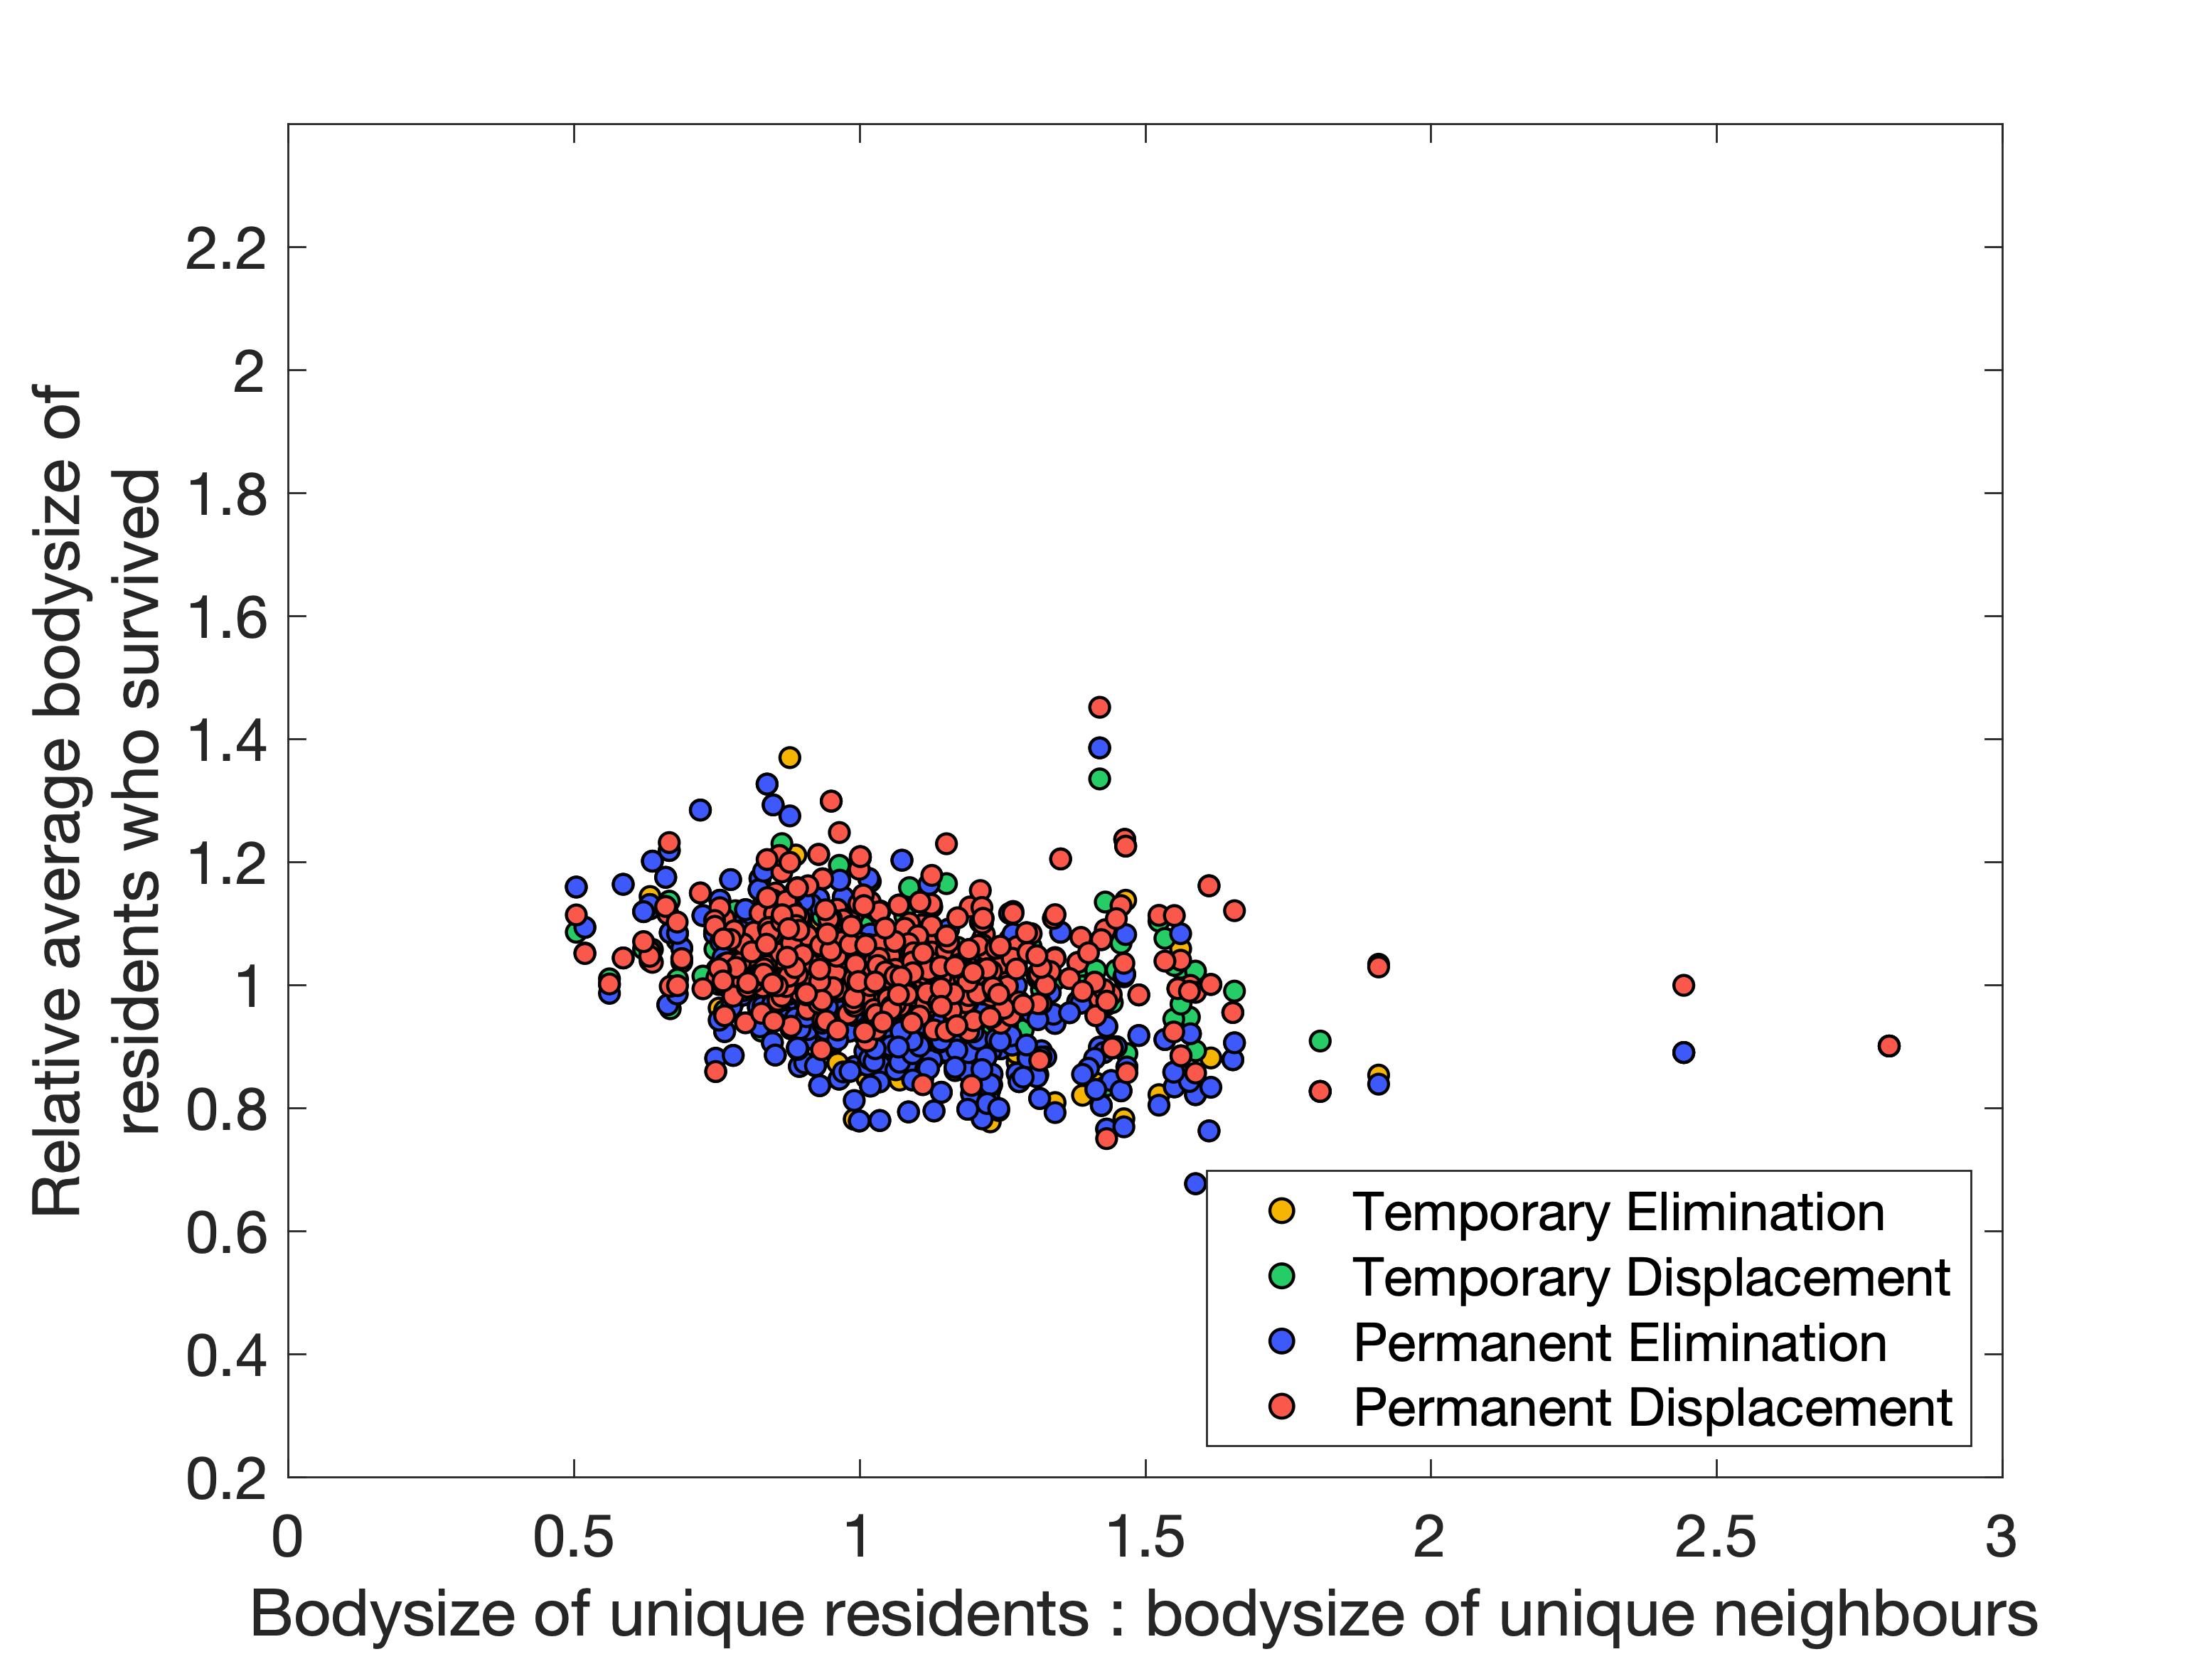 Relative average bodysize of
residents who survived
2.2
2
1.8
1.6
1.4
1.2
1
0.8
0.6
0.4
0.2
0 0.5 1 1.5 2 2.5 3
Bodysize of unique residents : bodysize of unique neighbours
Temporary Elimination
Temporary Displacement
Permanent Elimination
Permanent Displacement